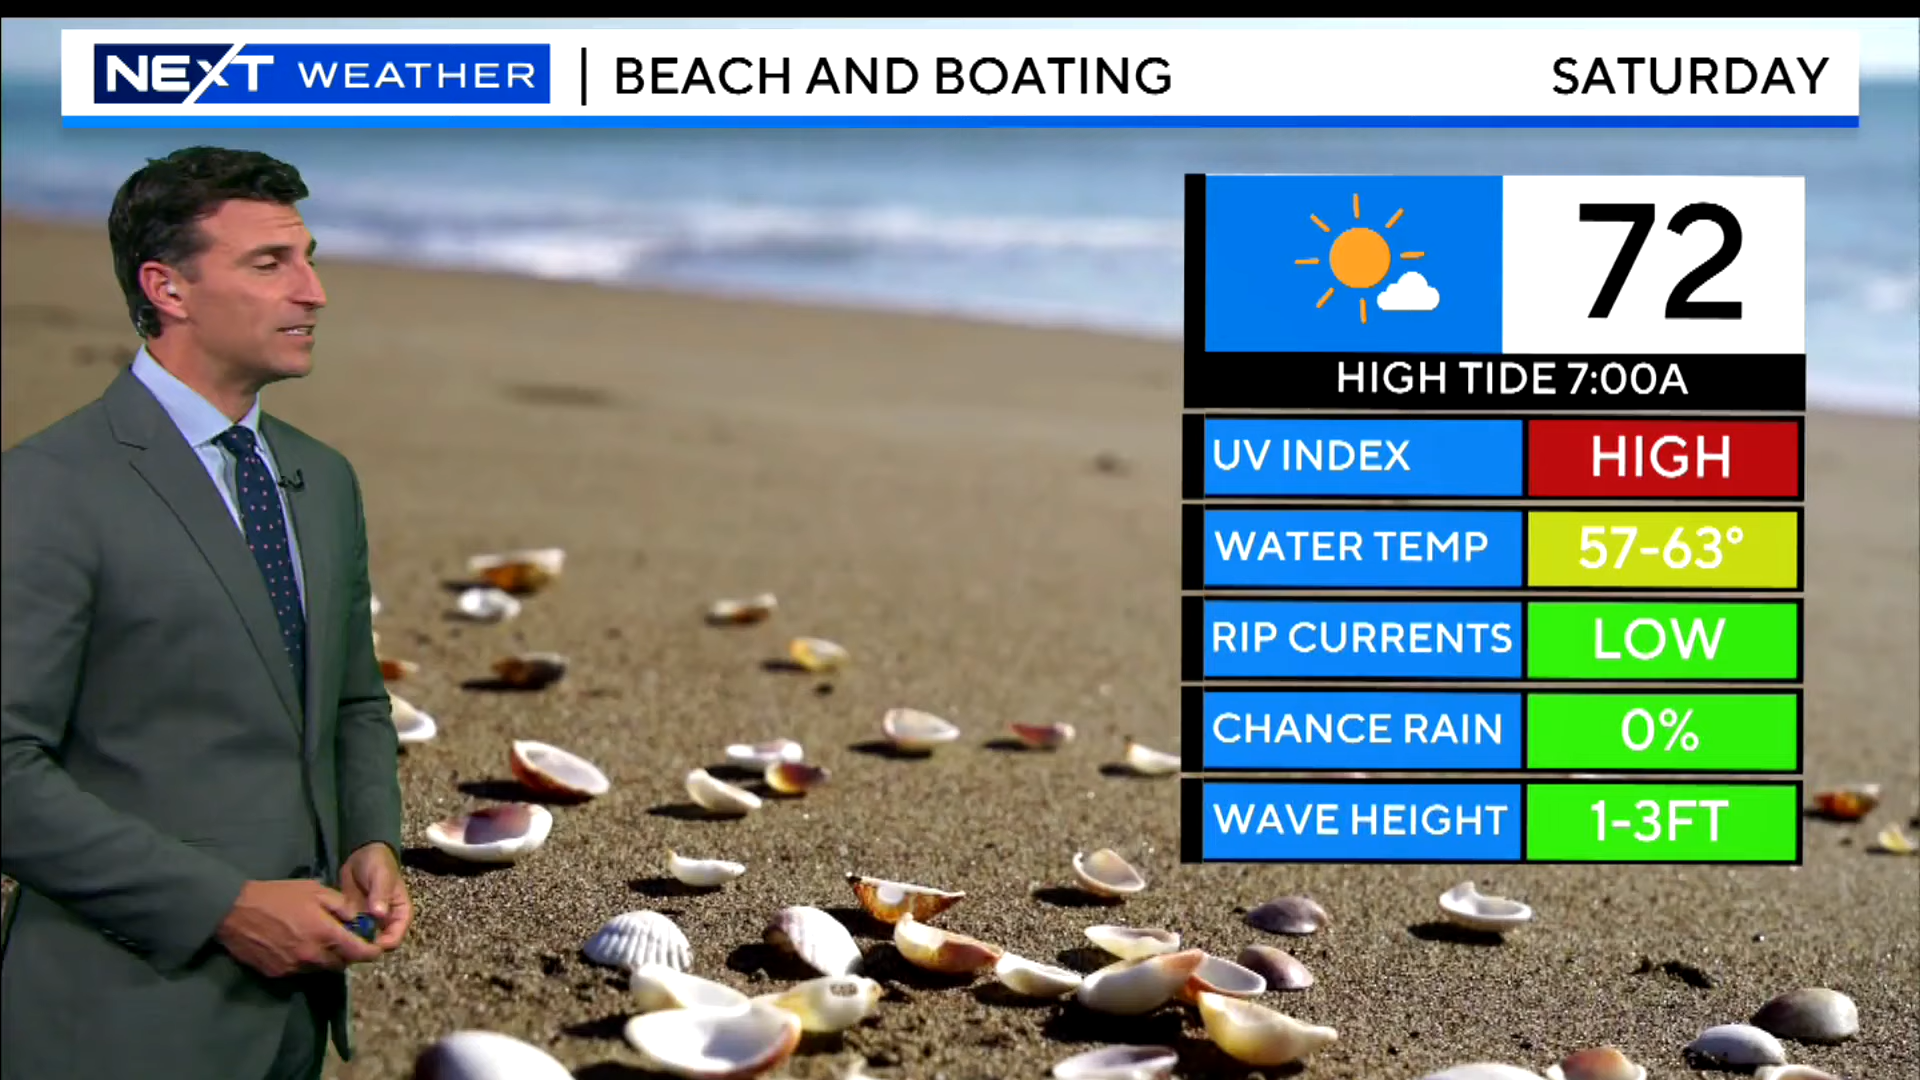 NEXT WEATHER | BEACH AND BOATING SATURDAY
72
HIGH TIDE 7:00A
UV INDEX HIGH
WATER TEMP 57-63°
RIP CURRENTS LOW
CHANCE RAIN 0%
WAVE HEIGHT 1-3FT